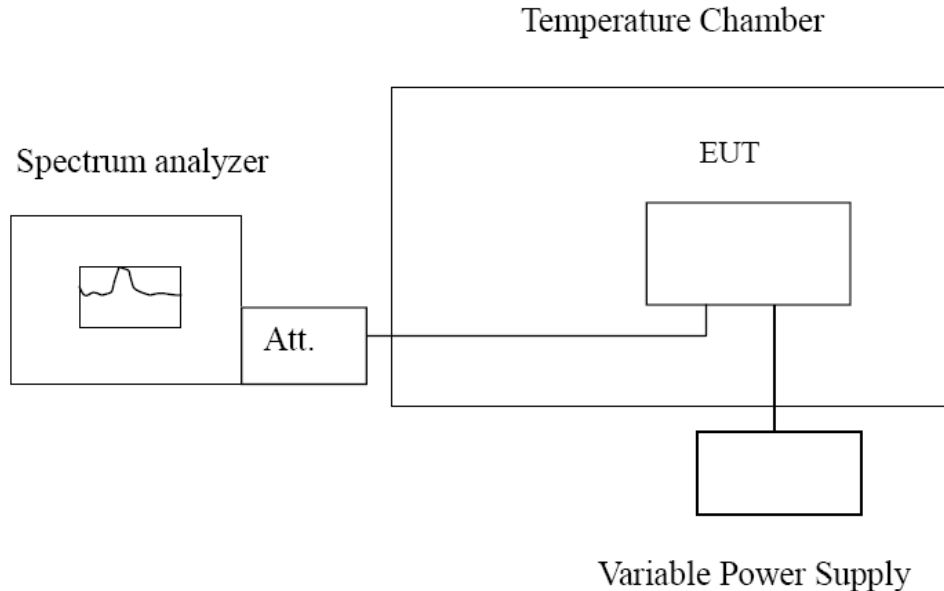 Temperature Chamber
Spectrum analyzer
EUT
Att.
Variable Power Supply